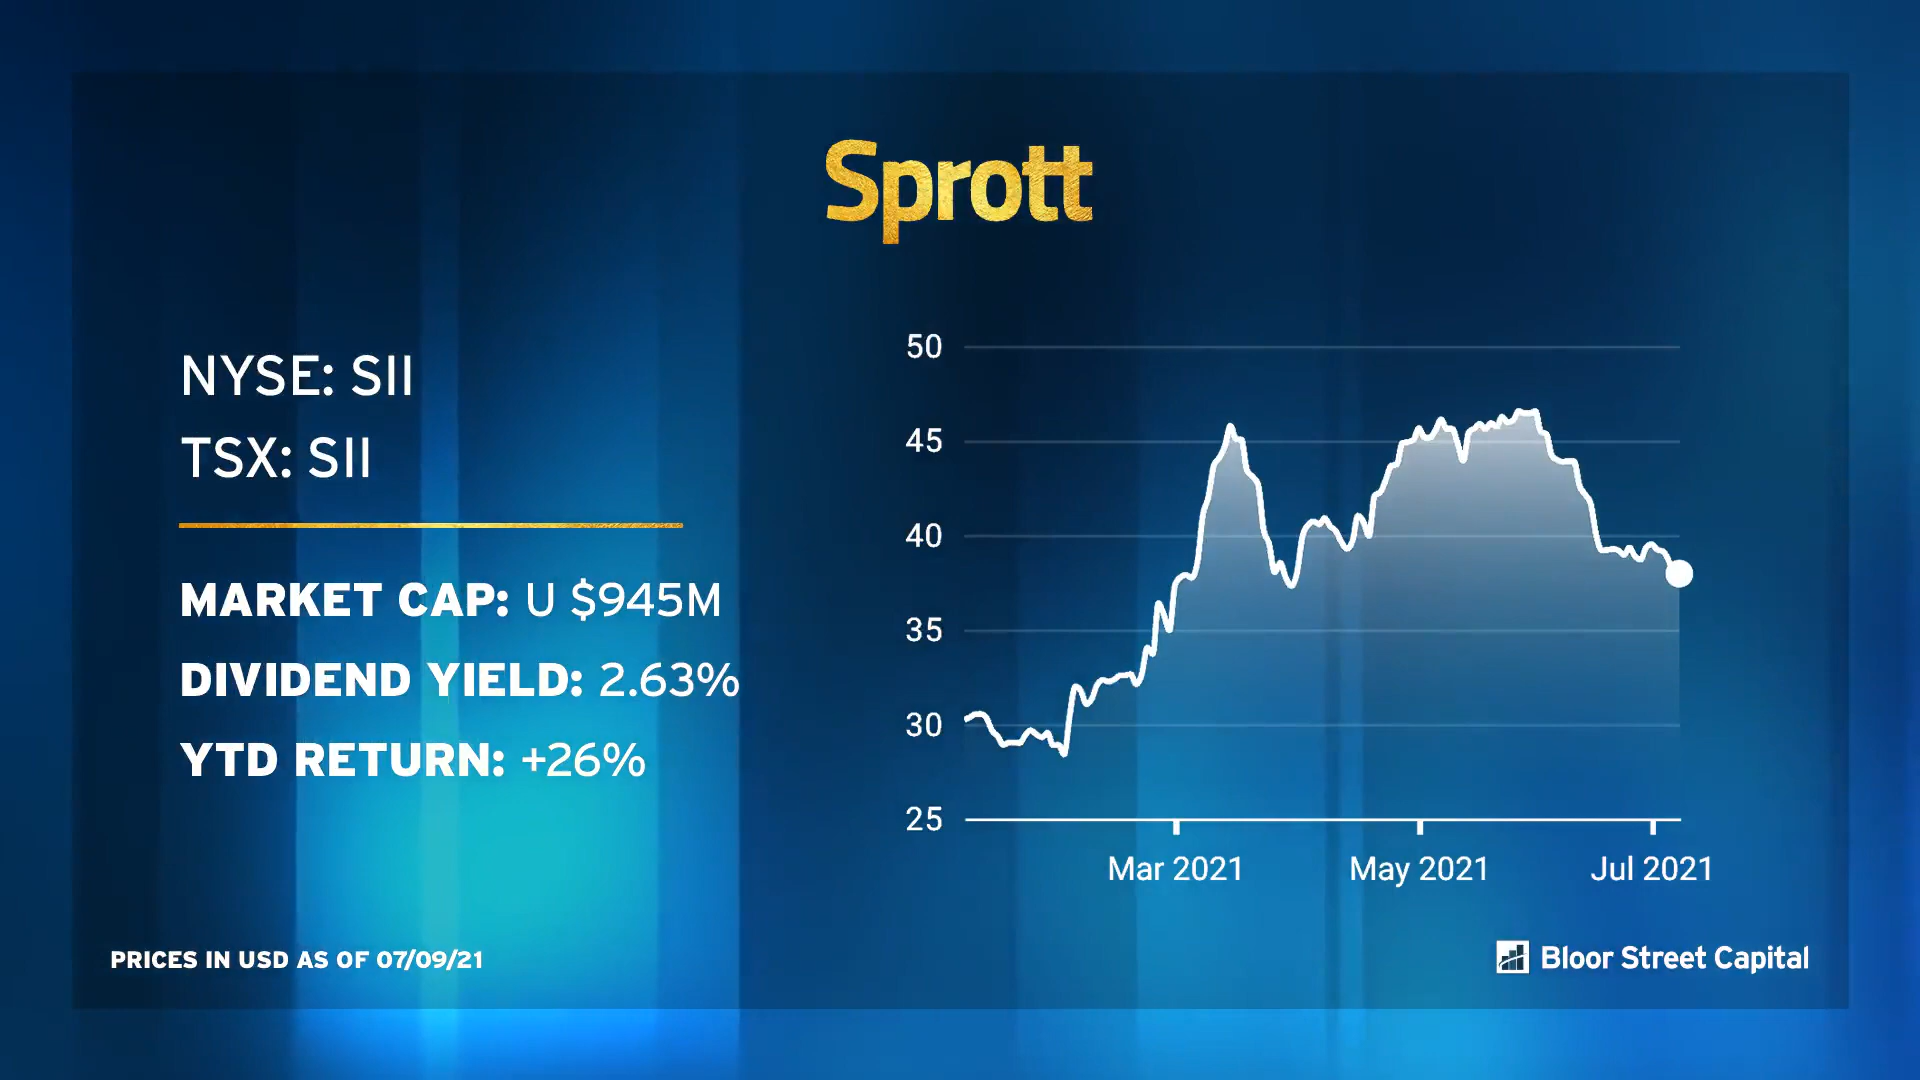 Sprott
NYSE: SII
TSX: SII
MARKET CAP: U $945M
DIVIDEND YIELD: 2.63%
YTD RETURN: +26%
50
45
40
35
30
25
Mar 2021 May 2021 Jul 2021
PRICES IN USD AS OF 07/09/21
Bloor Street Capital